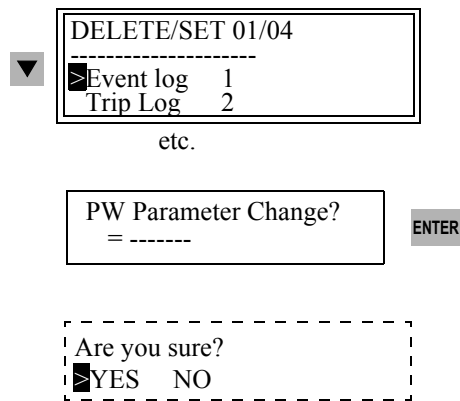 DELETE/SET 01/04
---------------------
▼
>Event log 1
Trip Log 2
etc.
PW Parameter Change?
= -------
ENTER
Are you sure?
>YES NO